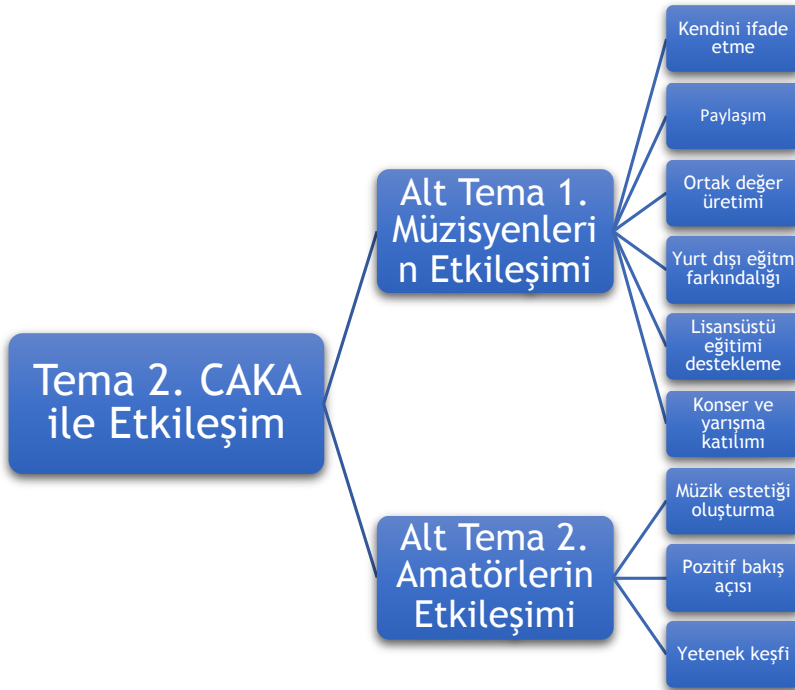 Tema 2. CAKA
ile Etkileşim
Alt Tema 1.
Müzisyenleri
n Etkileşimi
Kendini ifade
etme
Paylaşım
Ortak değer
üretimi
Yurt dışı eğitm
farkındalığı
Lisansüstü
eğitimi
destekleme
Konser ve
yarışma
katılımı
Alt Tema 2.
Amatörlerin
Etkileşimi
Müzik estetiği
oluşturma
Pozitif bakış
açısı
Yetenek keşfi